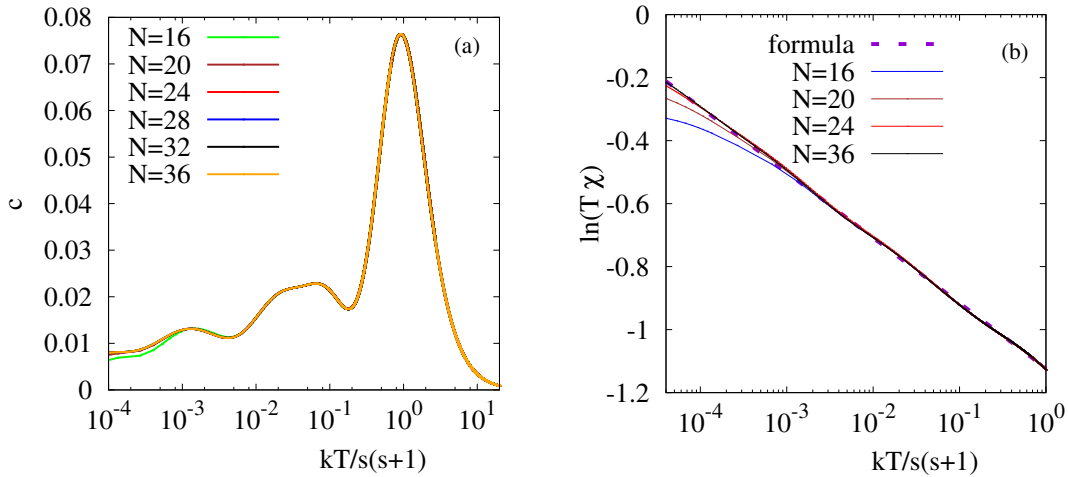 0.08
0.07
0.06
0.05
0.04
0.03
0.02
0.01
0
c
N=16
N=20
N=24
N=28
N=32
N=36
(a)
10^-4
10^-3
10^-2
10^-1
10^0
10^1
kT/s(s+1)
0
-0.2
-0.4
-0.6
-0.8
-1
-1.2
ln(T χ)
formula
N=16
N=20
N=24
N=36
(b)
10^-4
10^-3
10^-2
10^-1
10^0
kT/s(s+1)